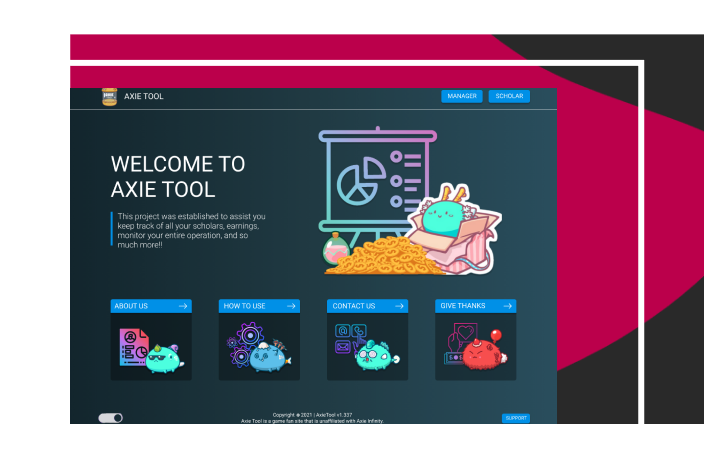 AXIE TOOL
MANAGER
SCHOLAR
WELCOME TO
AXIE TOOL
This project was established to assist you
keep track of all your scholars, earnings,
monitor your entire operation, and so
much more!!
ABOUT US
HOW TO USE
CONTACT US
GIVE THANKS
Copyright 2021 | AxieTool v1.337
Axie Tool is a game fan site that is unaffiliated with Axie Infinity.
SUPPORT